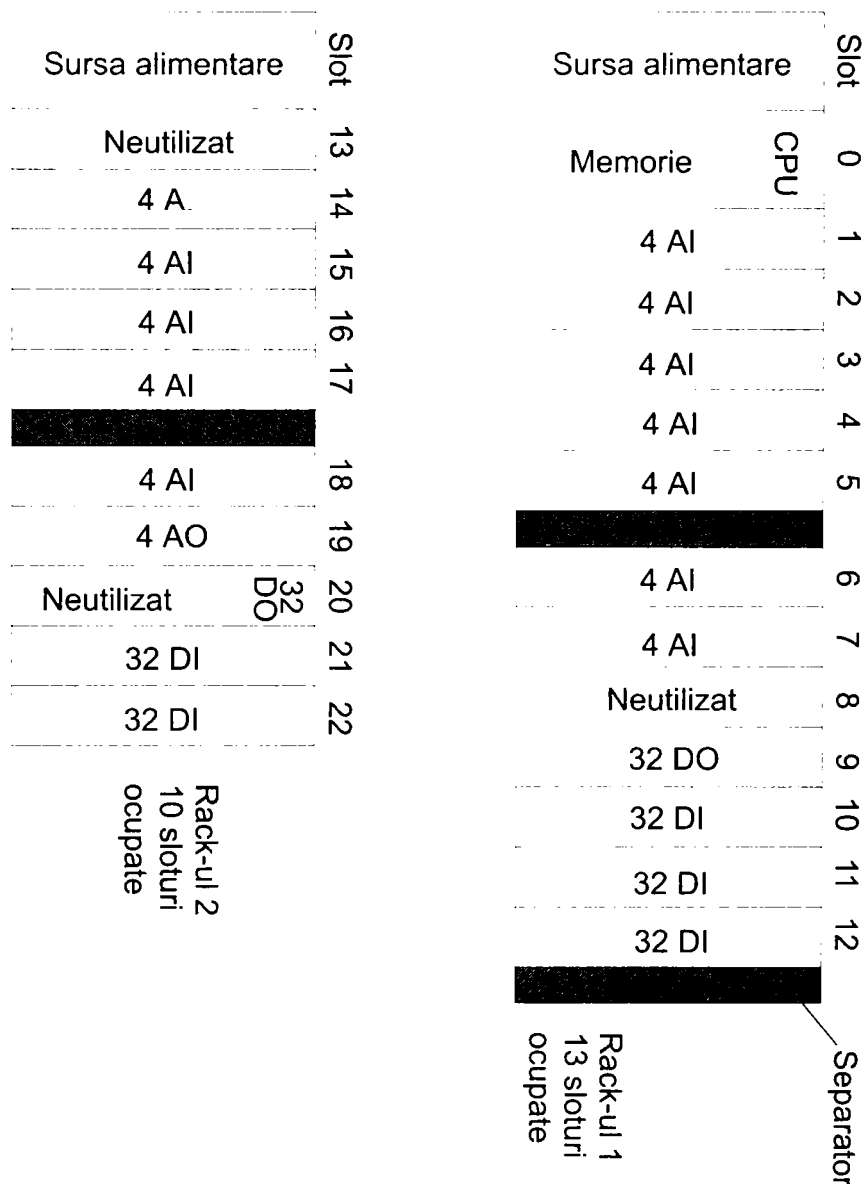 Slot 0 1 2 3 4 5 6 7 8 9 10 11 12
Separator
Sursa alimentare
CPU
Memorie
4 AI
4 AI
4 AI
4 AI
4 AI
4 AI
4 AI
Neutilizat
32 DO
32 DI
32 DI
32 DI
Rack-ul 1
13 sloturi
ocupate
Slot 13 14 15 16 17 18 19 20 21 22
Sursa alimentare
Neutilizat
4 A
4 AI
4 AI
4 AI
4 AI
4 AO
32
DO
Neutilizat
32 DI
32 DI
Rack-ul 2
10 sloturi
ocupate